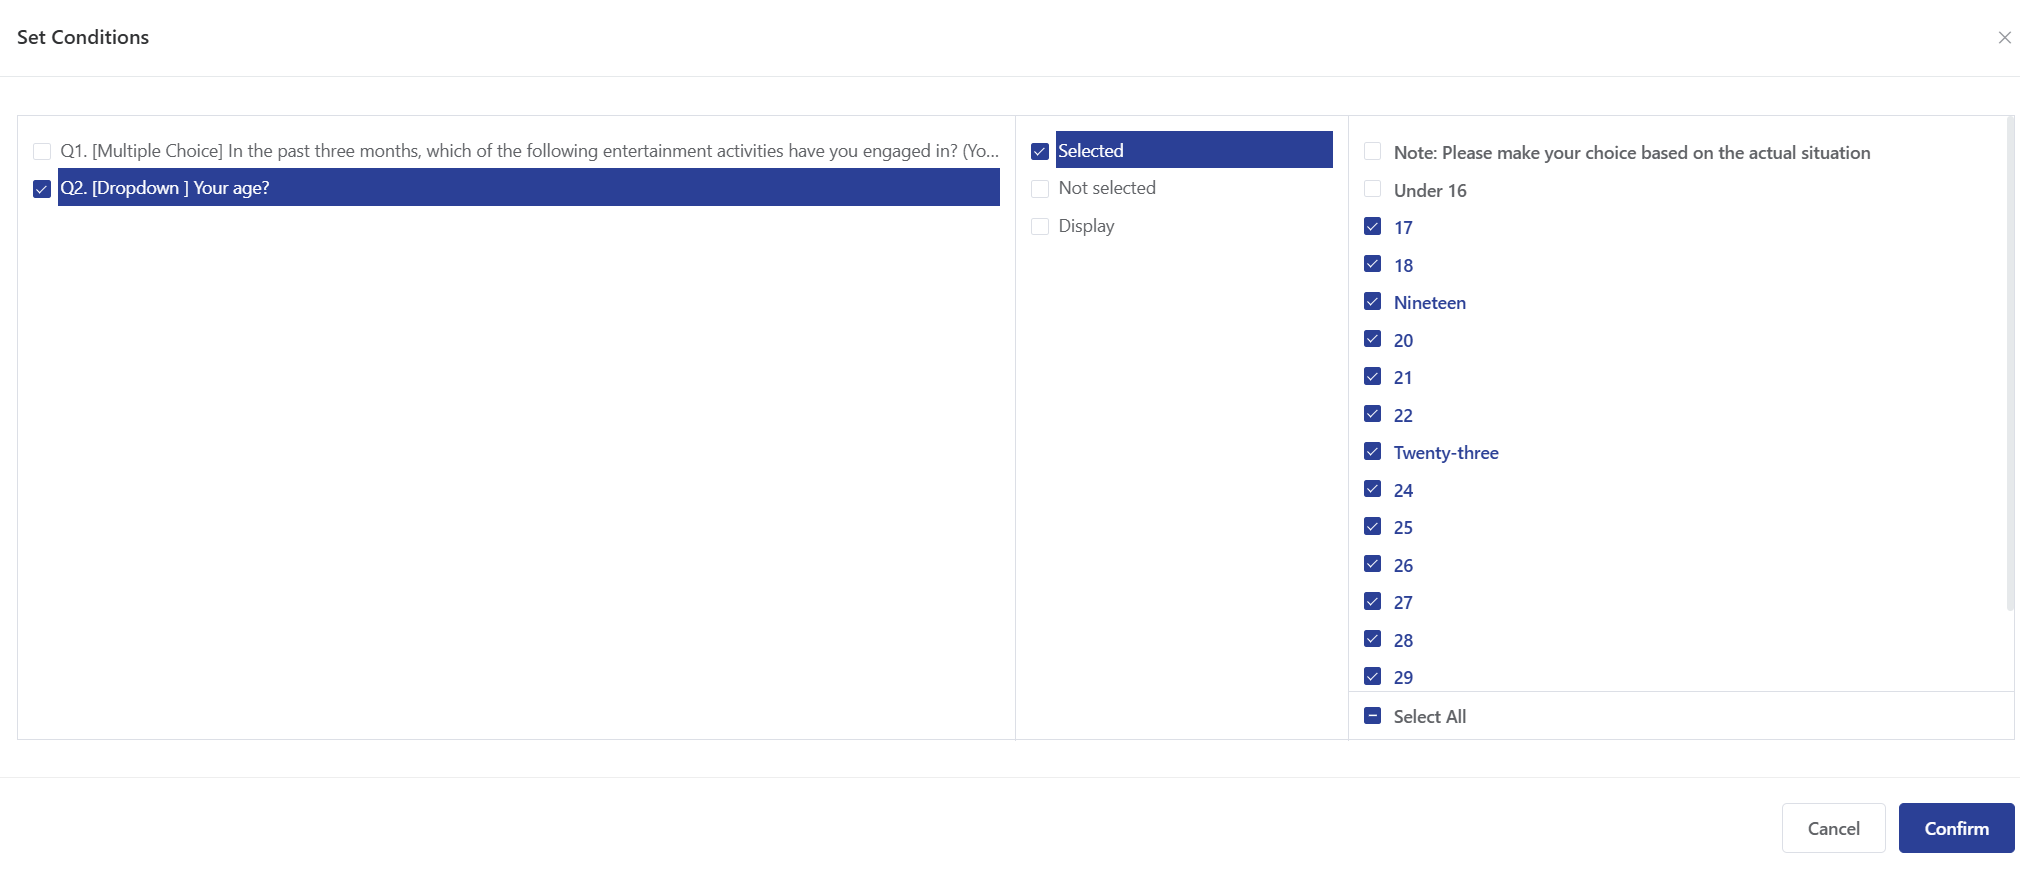 Set Conditions
Q1. [Multiple Choice] In the past three months, which of the following entertainment activities have you engaged in? (Yo...
Q2. [Dropdown ] Your age?
Selected
Not selected
Display
Note: Please make your choice based on the actual situation
Under 16
17
18
Nineteen
20
21
22
Twenty-three
24
25
26
27
28
29
Select All
Cancel
Confirm